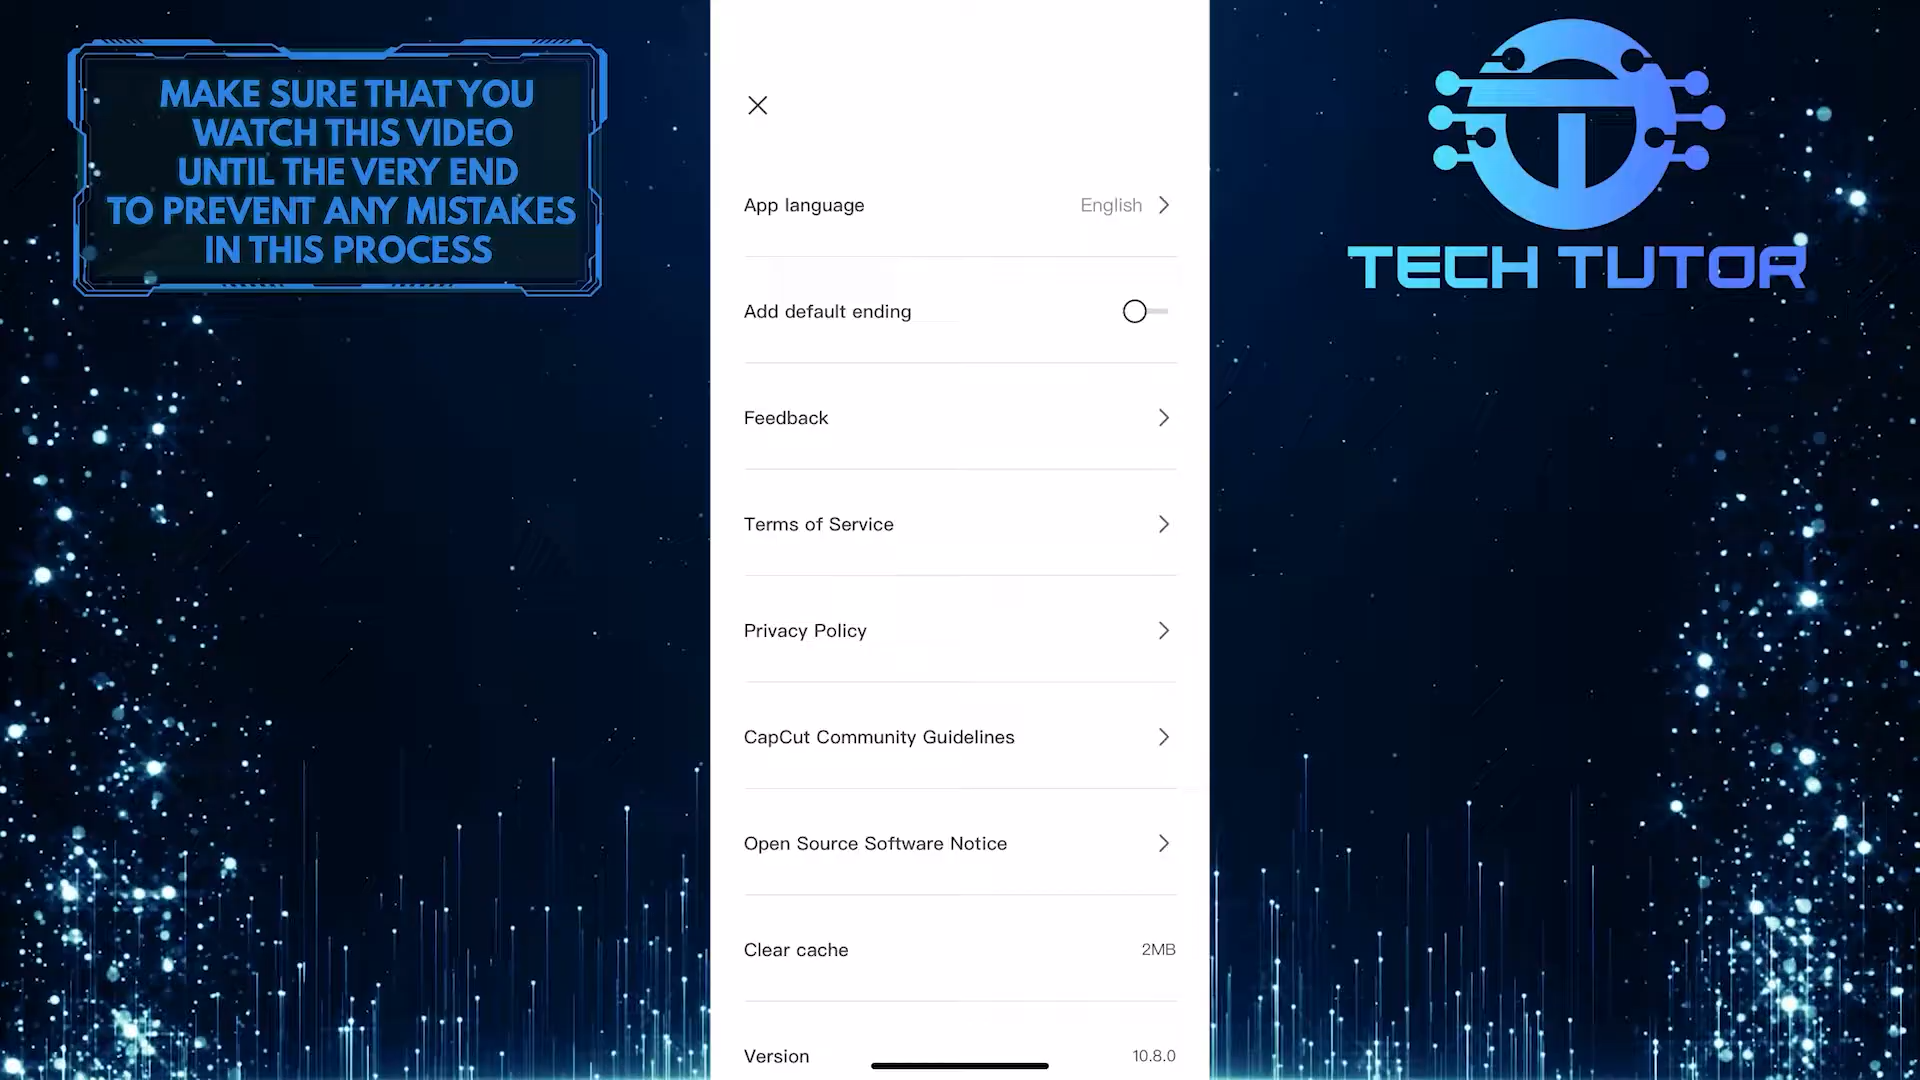 MAKE SURE THAT YOU
WATCH THIS VIDEO
UNTIL THE VERY END
TO PREVENT ANY MISTAKES
IN THIS PROCESS
TECH TUTOR
App language English
Add default ending
Feedback
Terms of Service
Privacy Policy
CapCut Community Guidelines
Open Source Software Notice
Clear cache 2MB
Version 10.8.0